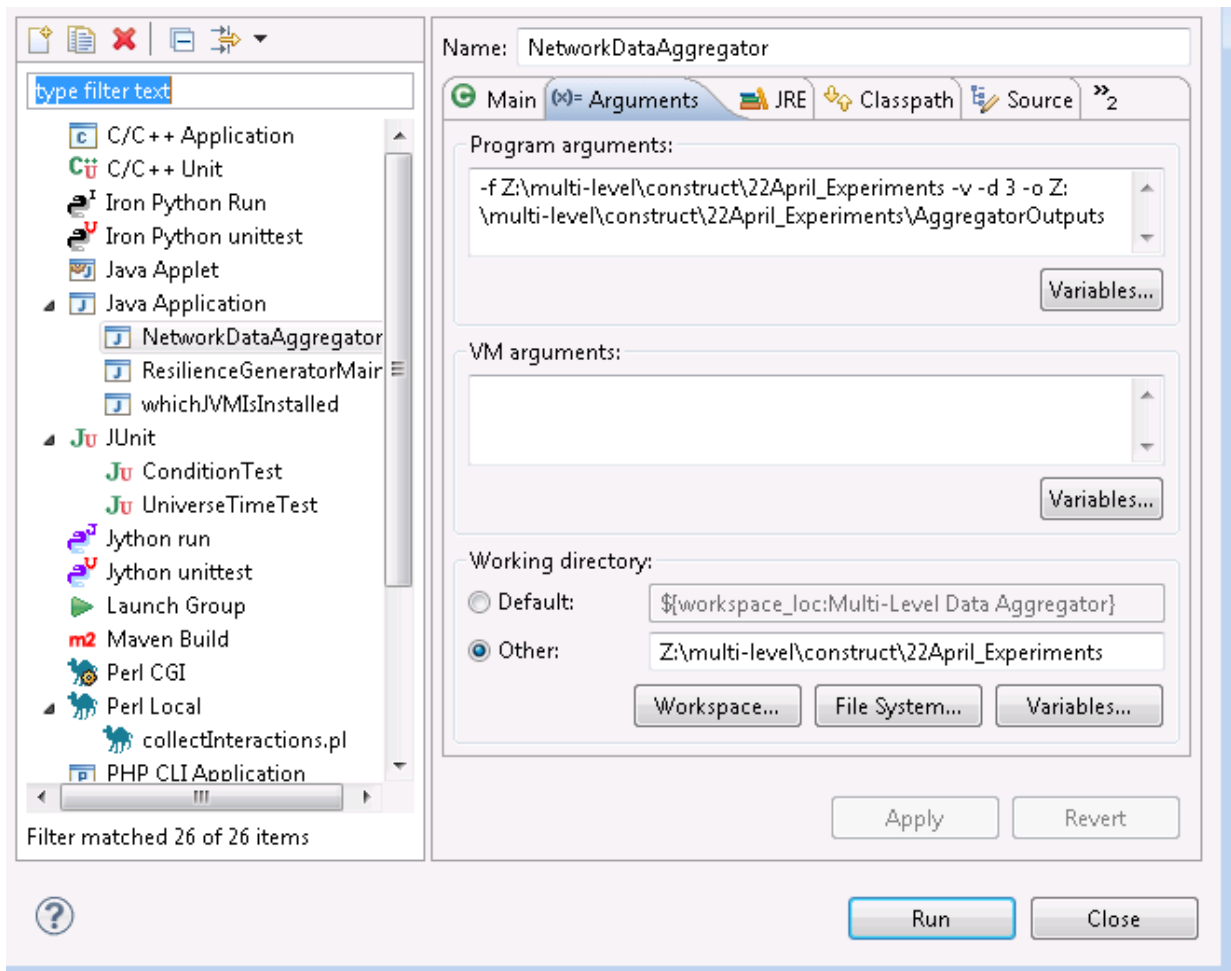 type filter text
C/C++ Application
C/C++ Unit
Iron Python Run
Iron Python unittest
Java Applet
Java Application
NetworkDataAggregator
ResilienceGeneratorMain
whichJVMIsInstalled
JUnit
ConditionTest
UniverseTimeTest
Jython run
Jython unittest
Launch Group
m2 Maven Build
Perl CGI
Perl Local
collectInteractions.pl
PHP CLI Application
Filter matched 26 of 26 items
Name: NetworkDataAggregator
Main (x)= Arguments JRE Classpath Source »2
Program arguments:
-f Z:\multi-level\construct\22April_Experiments -v -d 3 -o Z:
\multi-level\construct\22April_Experiments\AggregatorOutputs
Variables...
VM arguments:
Variables...
Working directory:
Default: ${workspace_loc:Multi-Level Data Aggregator}
Other: Z:\multi-level\construct\22April_Experiments
Workspace... File System... Variables...
Apply Revert
? Run Close